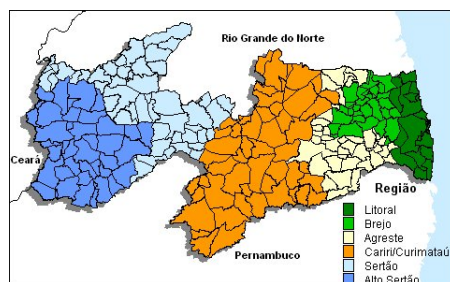 Rio Grande do Norte
Ceará
Pernambuco
Região
Litoral
Brejo
Agreste
Cariri/Curimataú
Sertão
Alto Sertão